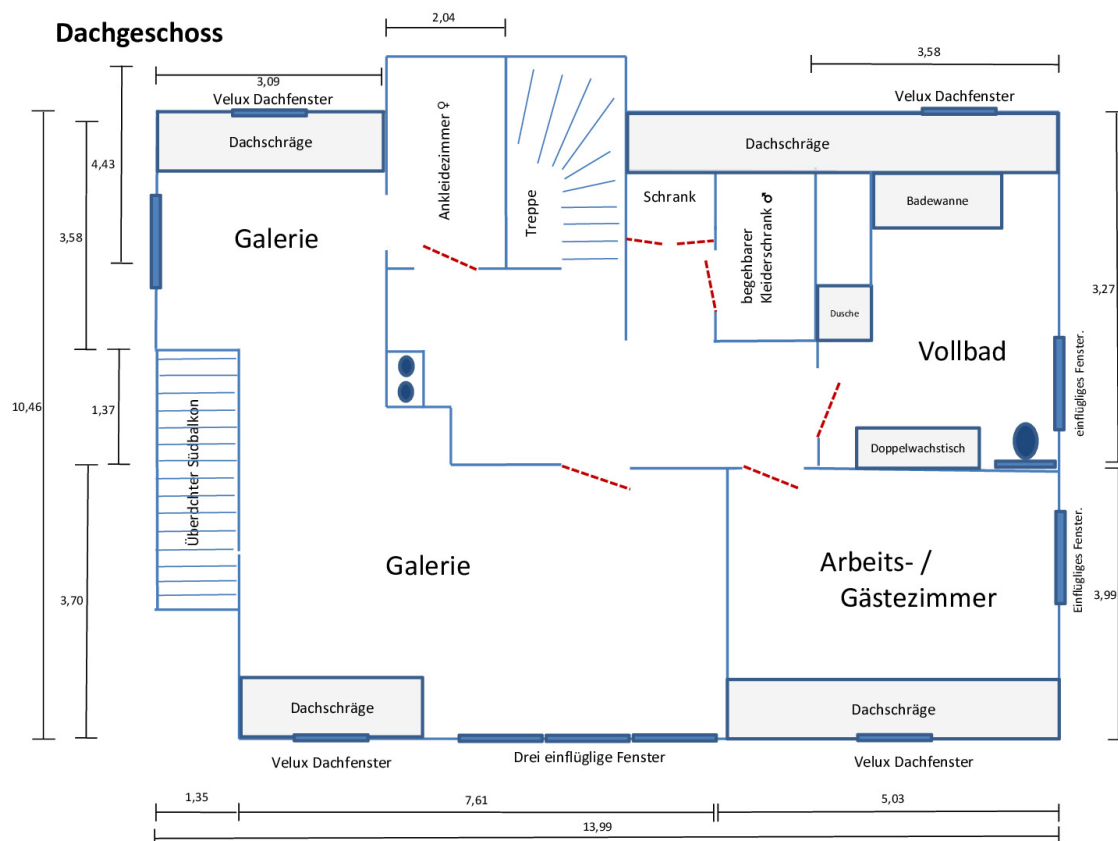 Dachgeschoss
2,04
3,58
3,09
Velux Dachfenster
Velux Dachfenster
Dachschräge
Dachschräge
4,43
Ankleidezimmer ♀
Treppe
Schrank
begehbarer
Kleiderschrank ♂
Badewanne
3,58
Galerie
3,27
Dusche
Vollbad
einflügliges Fenster.
10,46
1,37
Überdchter Südbalkon
Doppelwachstisch
Galerie
Arbeits- /
Gästezimmer
Einflügliges Fenster.
3,99
3,70
Dachschräge
Dachschräge
Velux Dachfenster
Drei einflüglige Fenster
Velux Dachfenster
1,35
7,61
5,03
13,99